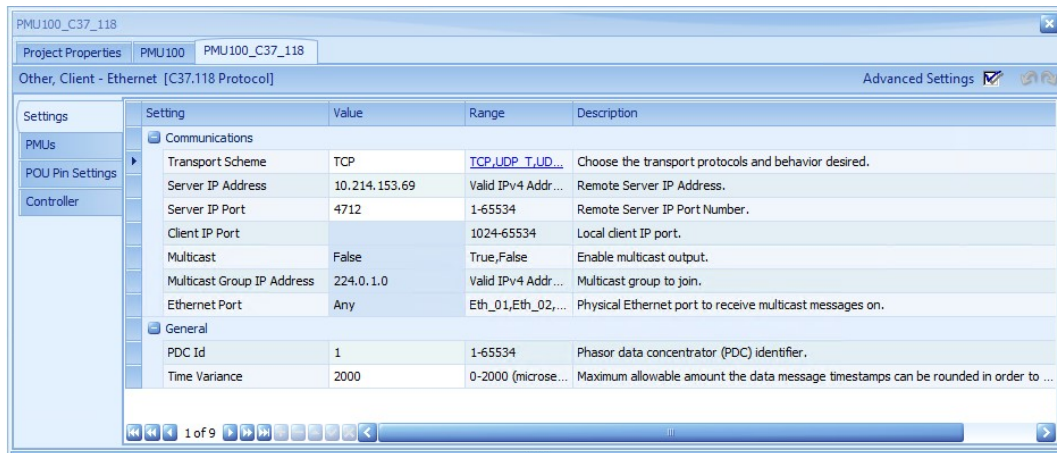 PMU100_C37_118
Project Properties PMU100 PMU100_C37_118
Other, Client - Ethernet [C37.118 Protocol] Advanced Settings
Settings
PMUs
POU Pin Settings
Controller
Setting Value Range Description
Communications
Transport Scheme TCP TCP,UDP_T,UD... Choose the transport protocols and behavior desired.
Server IP Address 10.214.153.69 Valid IPv4 Addr... Remote Server IP Address.
Server IP Port 4712 1-65534 Remote Server IP Port Number.
Client IP Port 1024-65534 Local client IP port.
Multicast False True,False Enable multicast output.
Multicast Group IP Address 224.0.1.0 Valid IPv4 Addr... Multicast group to join.
Ethernet Port Any Eth_01,Eth_02,... Physical Ethernet port to receive multicast messages on.
General
PDC Id 1 1-65534 Phasor data concentrator (PDC) identifier.
Time Variance 2000 0-2000 (microse... Maximum allowable amount the data message timestamps can be rounded in order to ...
1 of 9